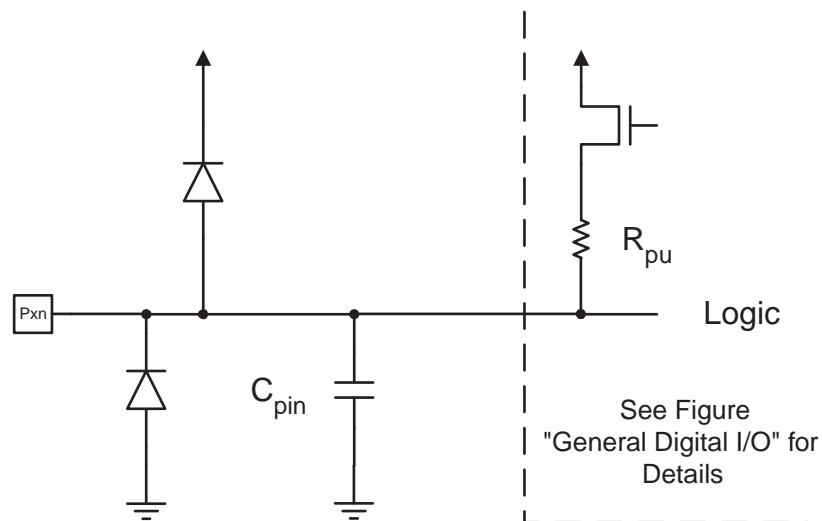 R
pu
Pxn
Logic
C
pin
See Figure
"General Digital I/O" for
Details